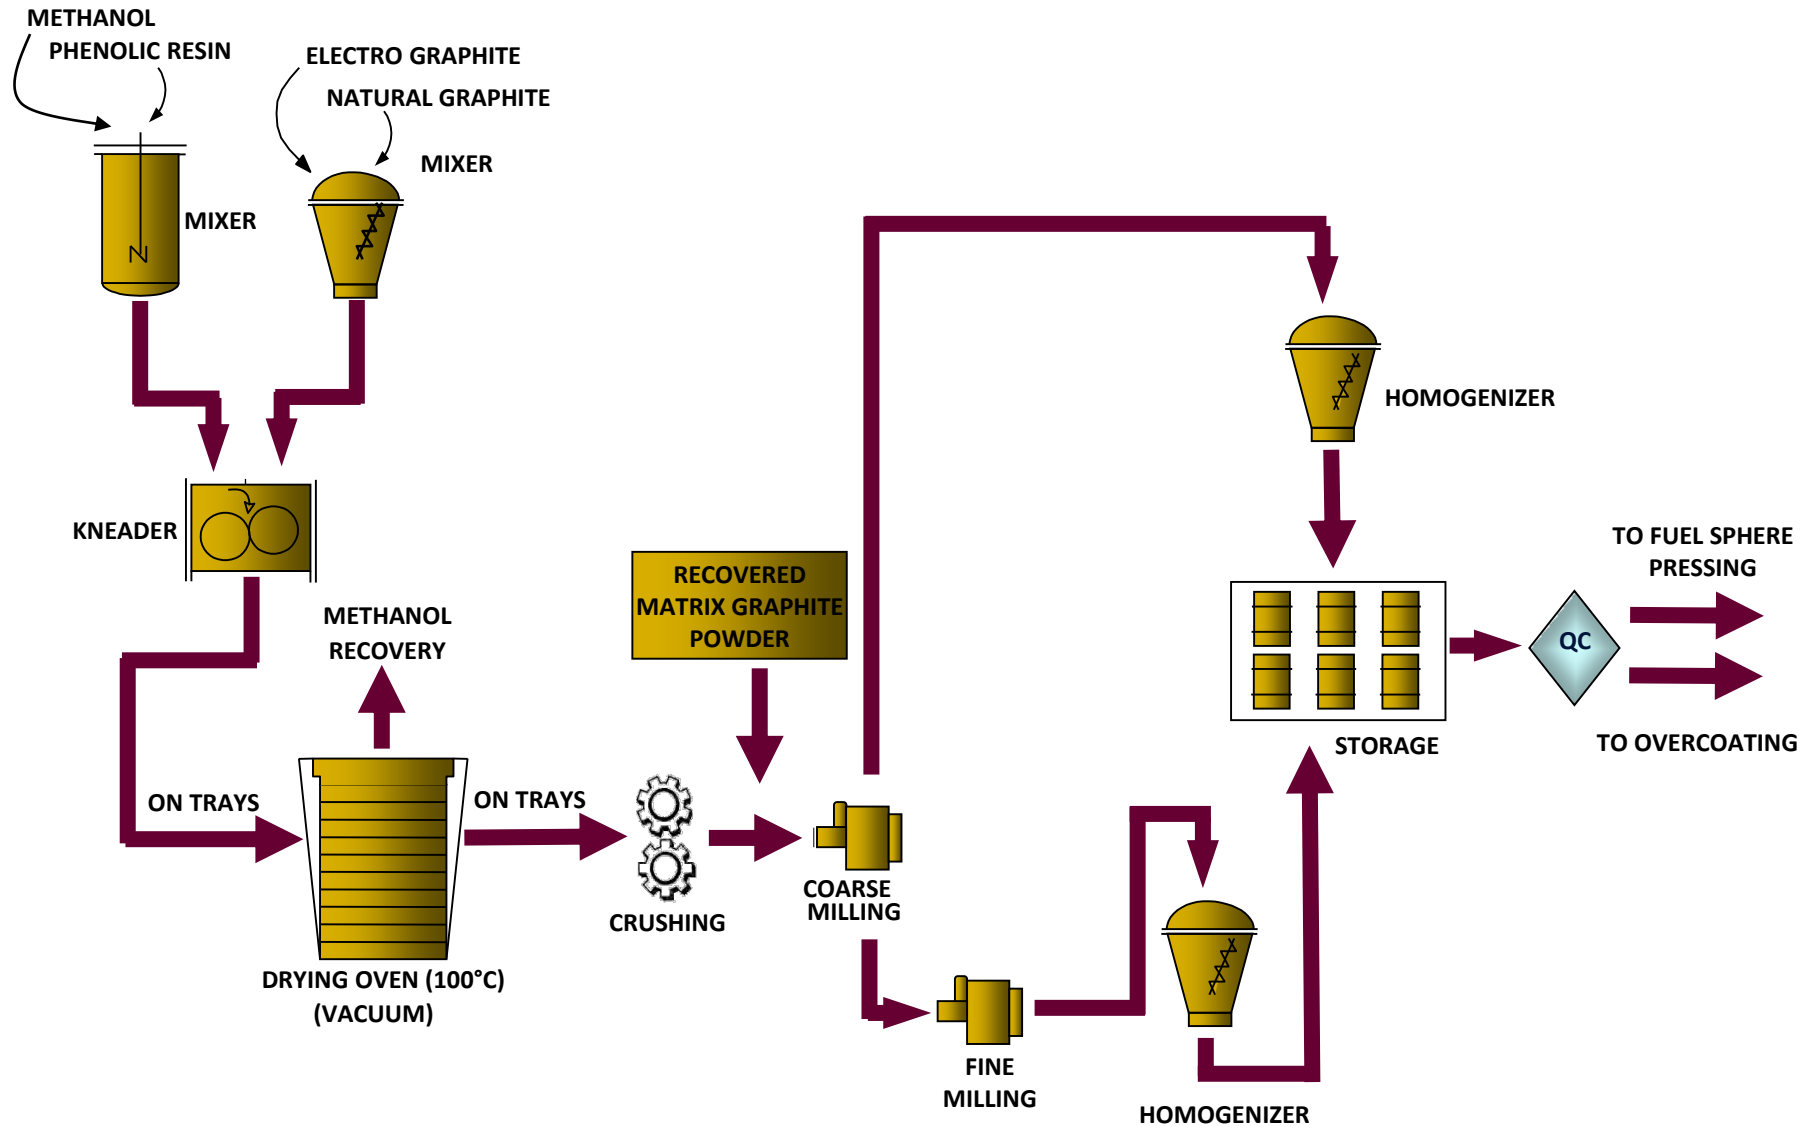 METHANOL
PHENOLIC RESIN
ELECTRO GRAPHITE
NATURAL GRAPHITE
MIXER
MIXER
HOMOGENIZER
KNEADER
METHANOL
RECOVERY
RECOVERED
MATRIX GRAPHITE
POWDER
TO FUEL SPHERE
PRESSING
QC
STORAGE
TO OVERCOATING
ON TRAYS
ON TRAYS
CRUSHING
COARSE
MILLING
DRYING OVEN (100°C)
(VACUUM)
FINE
MILLING
HOMOGENIZER